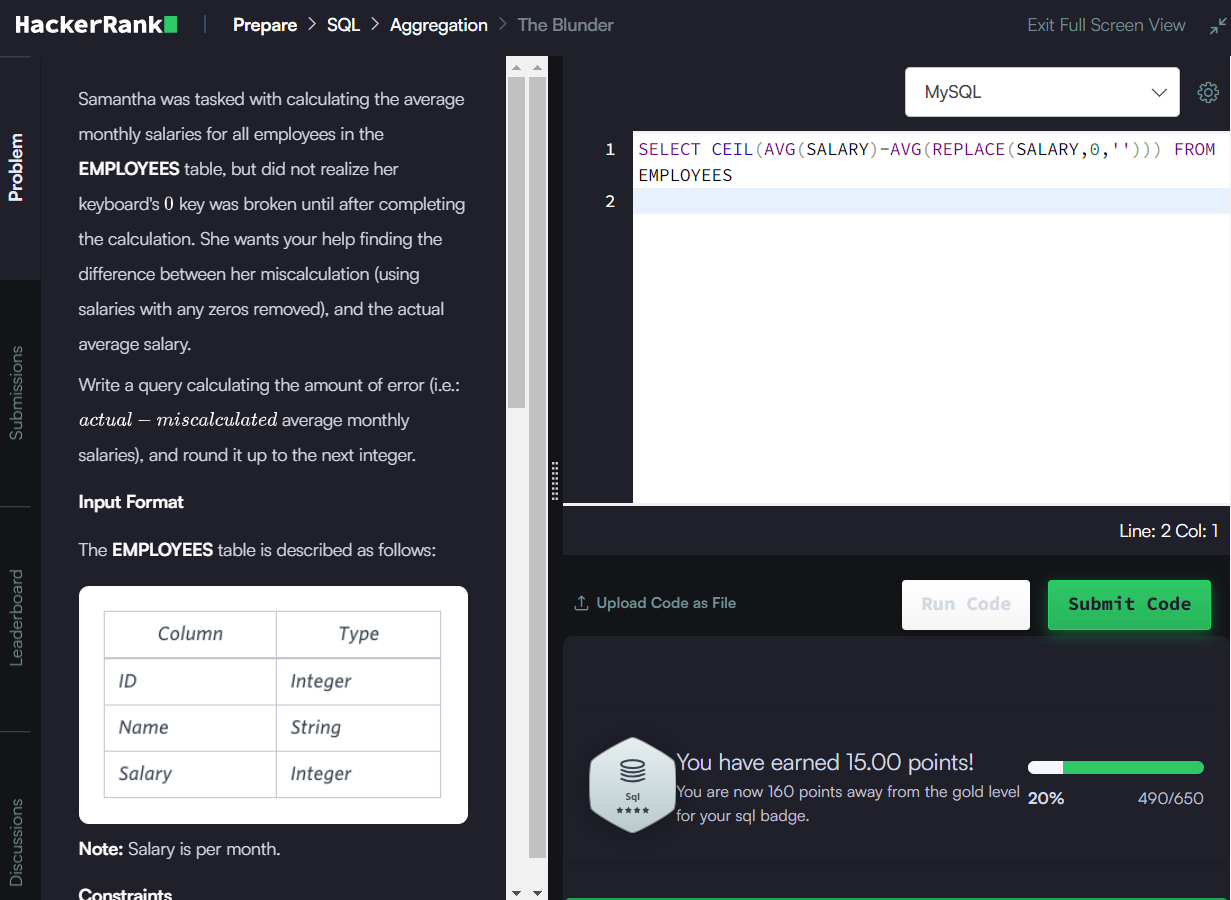 HackerRank | Prepare > SQL > Aggregation > The Blunder Exit Full Screen View
Problem
Submissions
Leaderboard
Discussions
Samantha was tasked with calculating the average
monthly salaries for all employees in the
EMPLOYEES table, but did not realize her
keyboard's 0 key was broken until after completing
the calculation. She wants your help finding the
difference between her miscalculation (using
salaries with any zeros removed), and the actual
average salary.
Write a query calculating the amount of error (i.e.:
actual − miscalculated average monthly
salaries), and round it up to the next integer.
Input Format
The EMPLOYEES table is described as follows:
Column Type
ID Integer
Name String
Salary Integer
Note: Salary is per month.
Constraints
MySQL
1 SELECT CEIL(AVG(SALARY)-AVG(REPLACE(SALARY,0,''))) FROM
EMPLOYEES
2
Line: 2 Col: 1
Upload Code as File
Run Code
Submit Code
Sql
★★★★
You have earned 15.00 points!
You are now 160 points away from the gold level
for your sql badge.
20% 490/650